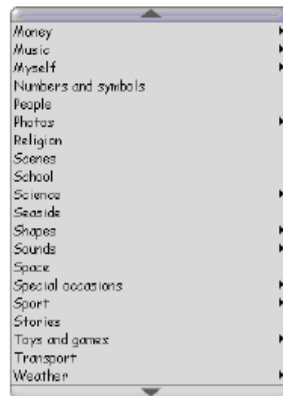 Money
Music
Myself
Numbers and symbols
People
Photos
Religion
Scenes
School
Science
Seaside
Shapes
Sounds
Space
Special occasions
Sport
Stories
Toys and games
Transport
Weather